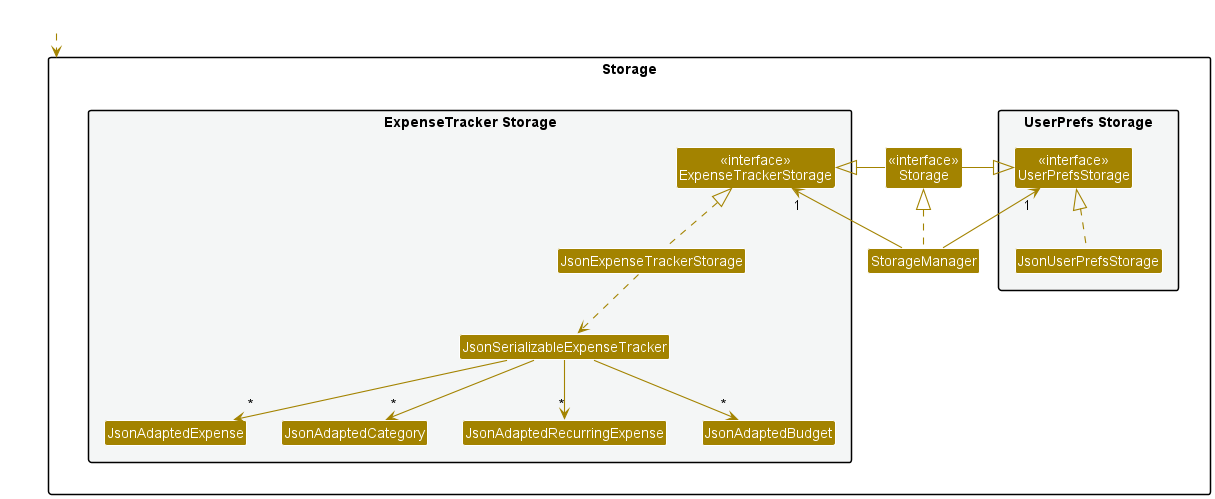 Storage
ExpenseTracker Storage
UserPrefs Storage
«interface»
ExpenseTrackerStorage
«interface»
Storage
«interface»
UserPrefsStorage
1
1
JsonExpenseTrackerStorage
StorageManager
JsonUserPrefsStorage
JsonSerializableExpenseTracker
*
*
*
*
JsonAdaptedExpense
JsonAdaptedCategory
JsonAdaptedRecurringExpense
JsonAdaptedBudget